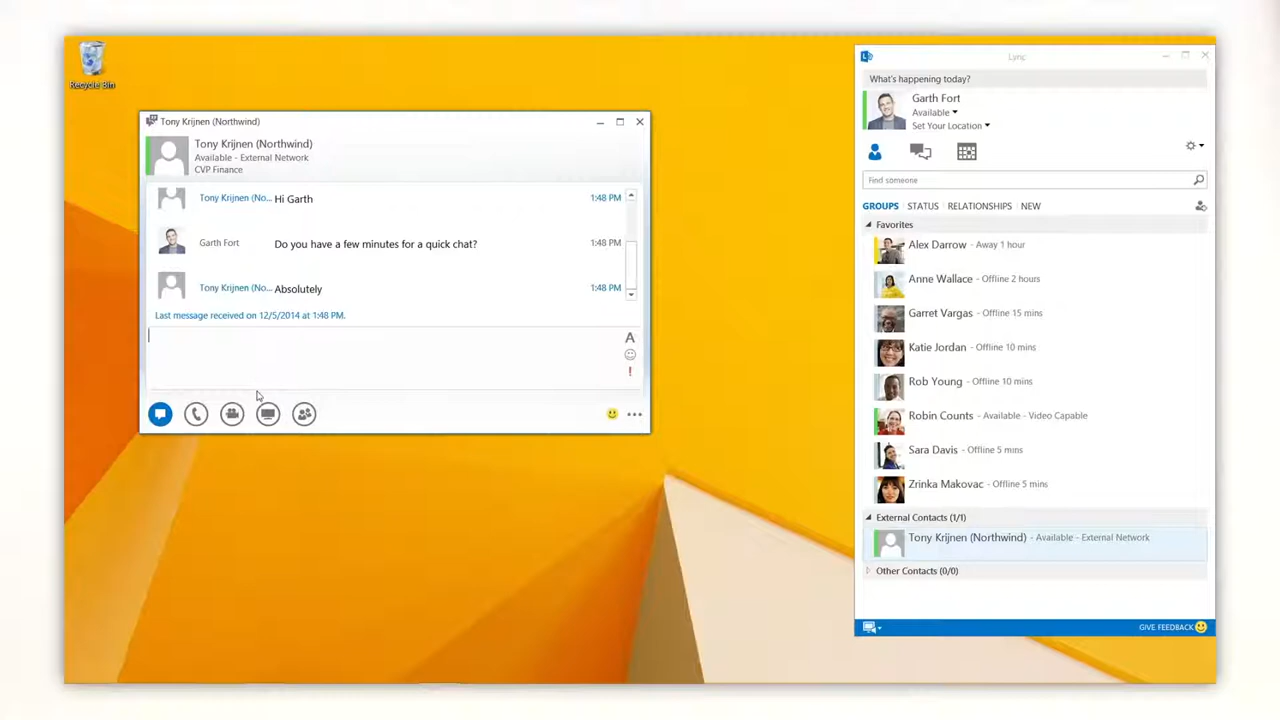 Recycle Bin
Tony Krijnen (Northwind)
Tony Krijnen (Northwind)
Available - External Network
CVP Finance
Tony Krijnen (No... Hi Garth 1:48 PM
Garth Fort Do you have a few minutes for a quick chat? 1:48 PM
Tony Krijnen (No... Absolutely 1:48 PM
Last message received on 12/5/2014 at 1:48 PM.
A
!
Lync
What's happening today?
Garth Fort
Available
Set Your Location
Find someone
GROUPS STATUS RELATIONSHIPS NEW
Favorites
Alex Darrow - Away 1 hour
Anne Wallace - Offline 2 hours
Garret Vargas - Offline 15 mins
Katie Jordan - Offline 10 mins
Rob Young - Offline 10 mins
Robin Counts - Available - Video Capable
Sara Davis - Offline 5 mins
Zrinka Makovac - Offline 5 mins
External Contacts (1/1)
Tony Krijnen (Northwind) - Available - External Network
Other Contacts (0/0)
GIVE FEEDBACK